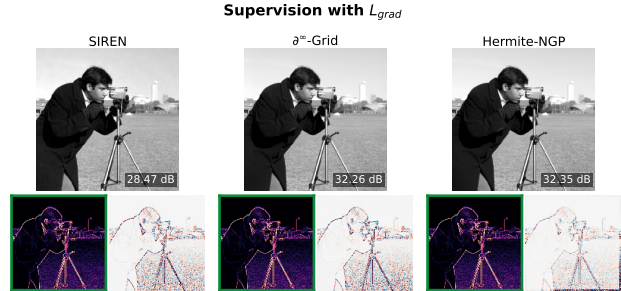 Supervision with L_grad
SIREN
∂^∞-Grid
Hermite-NGP
28.47 dB
32.26 dB
32.35 dB